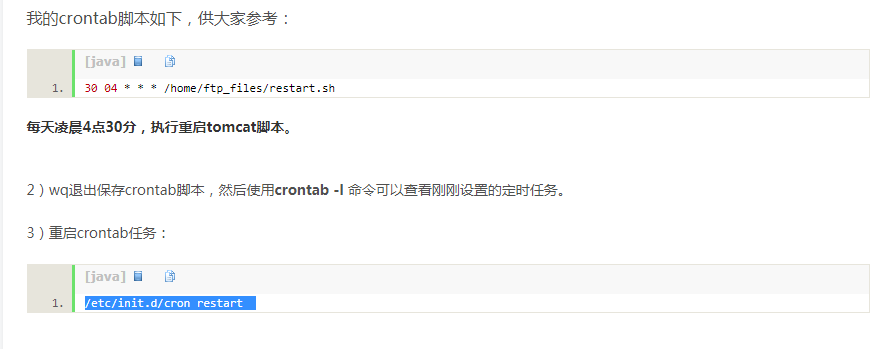 我的crontab脚本如下，供大家参考：
[java]
1. 30 04 * * * /home/ftp_files/restart.sh
每天凌晨4点30分，执行重启tomcat脚本。
2）wq退出保存crontab脚本，然后使用crontab -l 命令可以查看刚刚设置的定时任务。
3）重启crontab任务：
[java]
1. /etc/init.d/cron restart